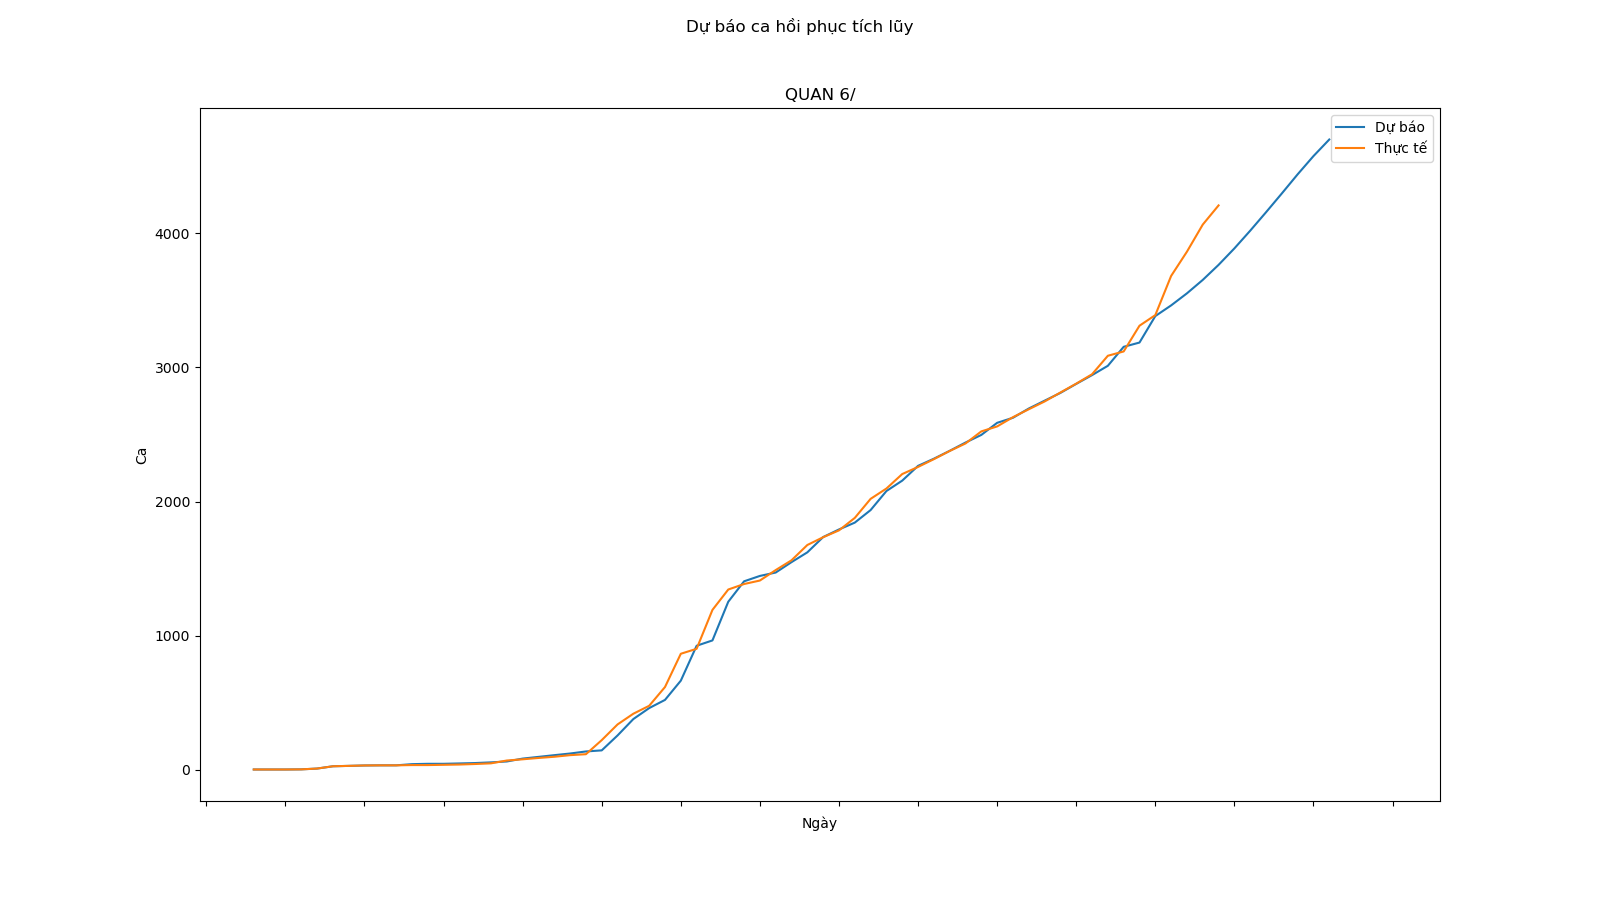 Dự báo ca hồi phục tích lũy
QUAN 6/
Dự báo
Thực tế
4000
3000
2000
1000
0
Ca
Ngày